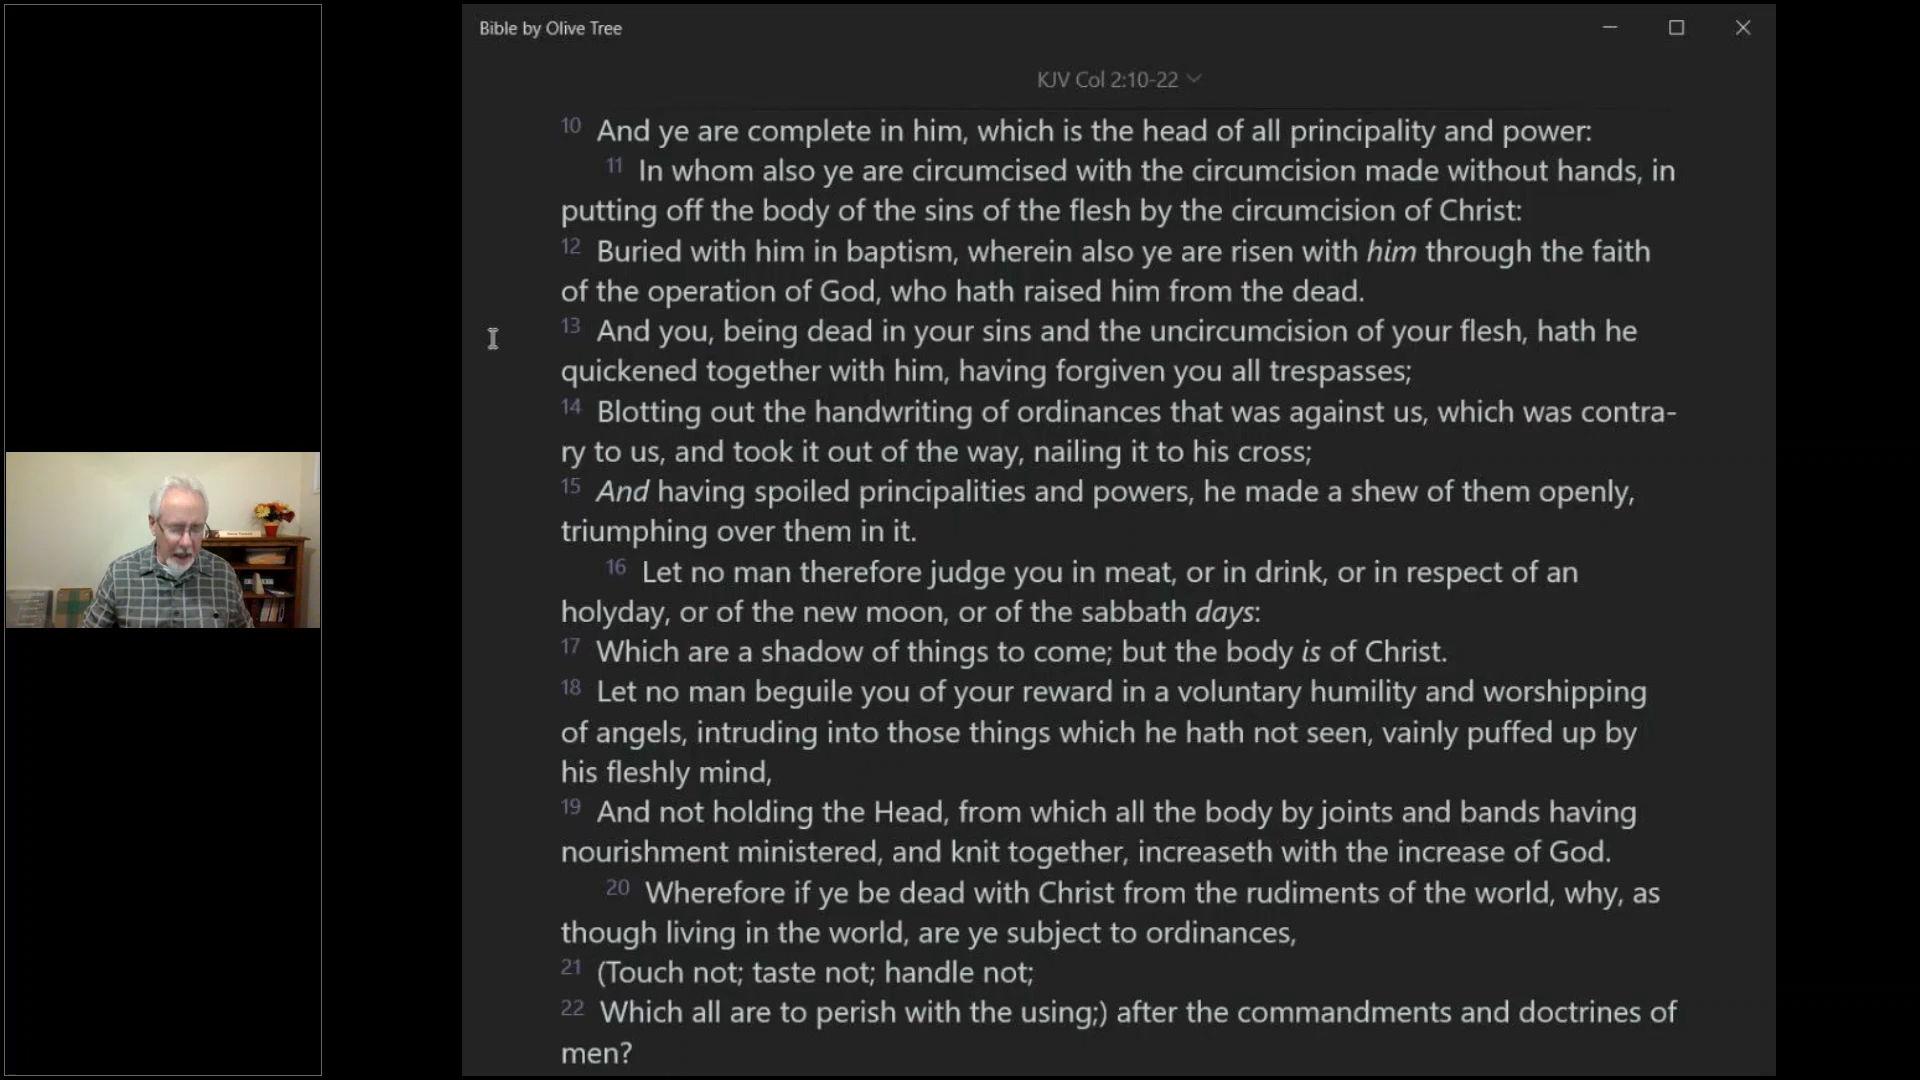 Bible by Olive Tree
KJV Col 2:10-22
10 And ye are complete in him, which is the head of all principality and power:
11 In whom also ye are circumcised with the circumcision made without hands, in
putting off the body of the sins of the flesh by the circumcision of Christ:
12 Buried with him in baptism, wherein also ye are risen with him through the faith
of the operation of God, who hath raised him from the dead.
13 And you, being dead in your sins and the uncircumcision of your flesh, hath he
quickened together with him, having forgiven you all trespasses;
14 Blotting out the handwriting of ordinances that was against us, which was contra-
ry to us, and took it out of the way, nailing it to his cross;
15 And having spoiled principalities and powers, he made a shew of them openly,
triumphing over them in it.
16 Let no man therefore judge you in meat, or in drink, or in respect of an
holyday, or of the new moon, or of the sabbath days:
17 Which are a shadow of things to come; but the body is of Christ.
18 Let no man beguile you of your reward in a voluntary humility and worshipping
of angels, intruding into those things which he hath not seen, vainly puffed up by
his fleshly mind,
19 And not holding the Head, from which all the body by joints and bands having
nourishment ministered, and knit together, increaseth with the increase of God.
20 Wherefore if ye be dead with Christ from the rudiments of the world, why, as
though living in the world, are ye subject to ordinances,
21 (Touch not; taste not; handle not;
22 Which all are to perish with the using;) after the commandments and doctrines of
men?